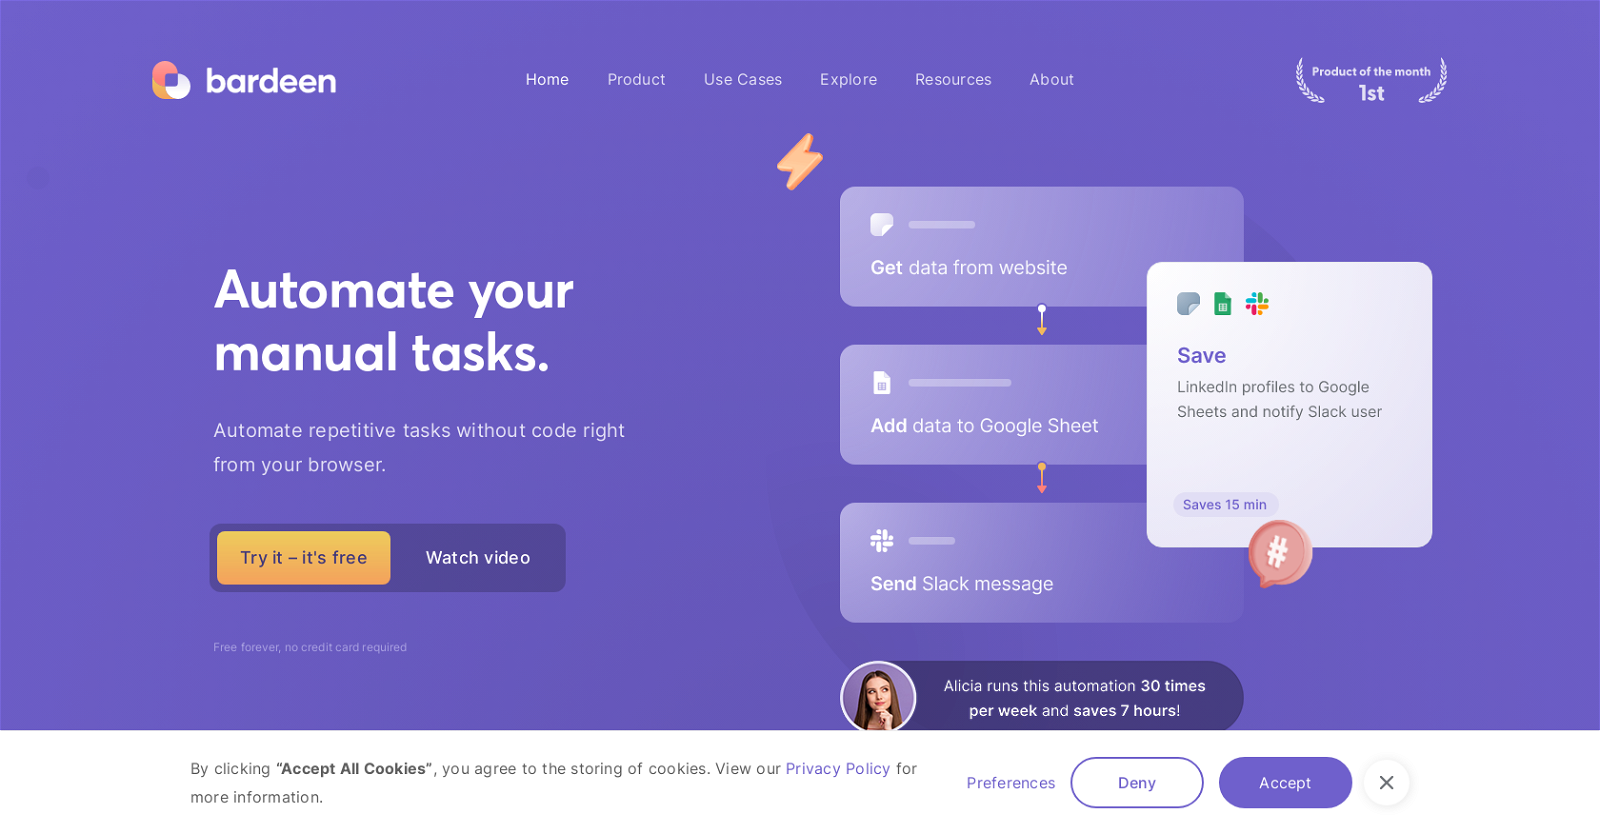 bardeen
Home
Product
Use Cases
Explore
Resources
About
Product of the month
1st
Automate your
manual tasks.
Automate repetitive tasks without code right
from your browser.
Try it – it's free
Watch video
Free forever, no credit card required
Get data from website
Add data to Google Sheet
Send Slack message
Save
LinkedIn profiles to Google
Sheets and notify Slack user
Saves 15 min
#
Alicia runs this automation 30 times
per week and saves 7 hours!
By clicking “Accept All Cookies”, you agree to the storing of cookies. View our Privacy Policy for
more information.
Preferences
Deny
Accept